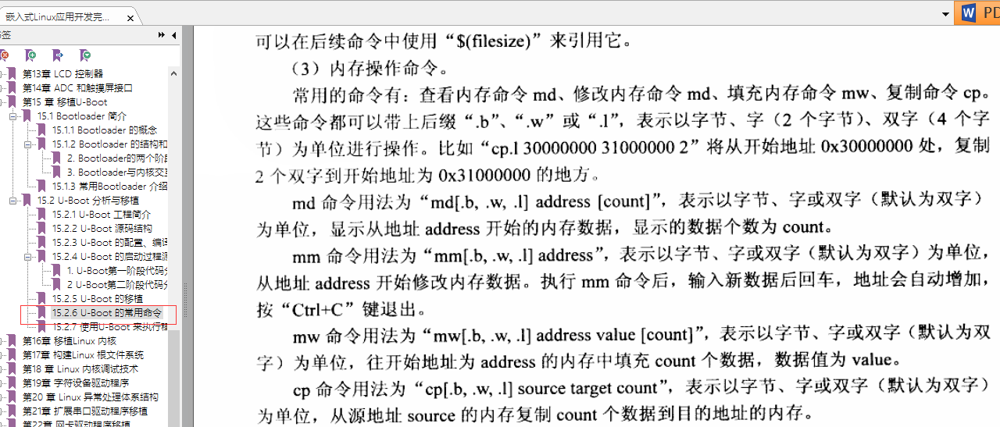 嵌入式Linux应用开发完...
×
PD
签
第13章 LCD 控制器
第14章 ADC 和触摸屏接口
第15 章 移植U-Boot
15.1 Bootloader 简介
15.1.1 Bootloader 的概念
15.1.2 Bootloader 的结构和
2. Bootloader的两个阶段
3. Bootloader与内核交互
15.1.3 常用Bootloader 介绍
15.2 U-Boot 分析与移植
15.2.1 U-Boot 工程简介
15.2.2 U-Boot 源码结构
15.2.3 U-Boot 的配置、编译
15.2.4 U-Boot 的启动过程源
1. U-Boot第一阶段代码分
2 U-Boot第二阶段代码分
15.2.5 U-Boot 的移植
15.2.6 U-Boot 的常用命令
15.2.7 使用U-Boot 来执行程
第16章 移植Linux 内核
第17章 构建Linux 根文件系统
第18 章 Linux 内核调试技术
第19章 字符设备驱动程序
第20 章 Linux 异常处理体系结构
第21章 扩展串口驱动程序移植
第22章 网卡驱动程序移植
可以在后续命令中使用“$(filesize)”来引用它。
（3）内存操作命令。
常用的命令有：查看内存命令 md、修改内存命令 md、填充内存命令 mw、复制命令 cp。
这些命令都可以带上后缀“.b”、“.w”或“.l”，表示以字节、字（2 个字节）、双字（4 个字
节）为单位进行操作。比如“cp.l 30000000 31000000 2”将从开始地址 0x30000000 处，复制
2 个双字到开始地址为 0x31000000 的地方。
md 命令用法为“md[.b, .w, .l] address [count]”，表示以字节、字或双字（默认为双字）
为单位，显示从地址 address 开始的内存数据，显示的数据个数为 count。
mm 命令用法为“mm[.b, .w, .l] address”，表示以字节、字或双字（默认为双字）为单位，
从地址 address 开始修改内存数据。执行 mm 命令后，输入新数据后回车，地址会自动增加，
按“Ctrl+C”键退出。
mw 命令用法为“mw[.b, .w, .l] address value [count]”，表示以字节、字或双字（默认为双
字）为单位，往开始地址为 address 的内存中填充 count 个数据，数据值为 value。
cp 命令用法为“cp[.b, .w, .l] source target count”，表示以字节、字或双字（默认为双字）
为单位，从源地址 source 的内存复制 count 个数据到目的地址的内存。